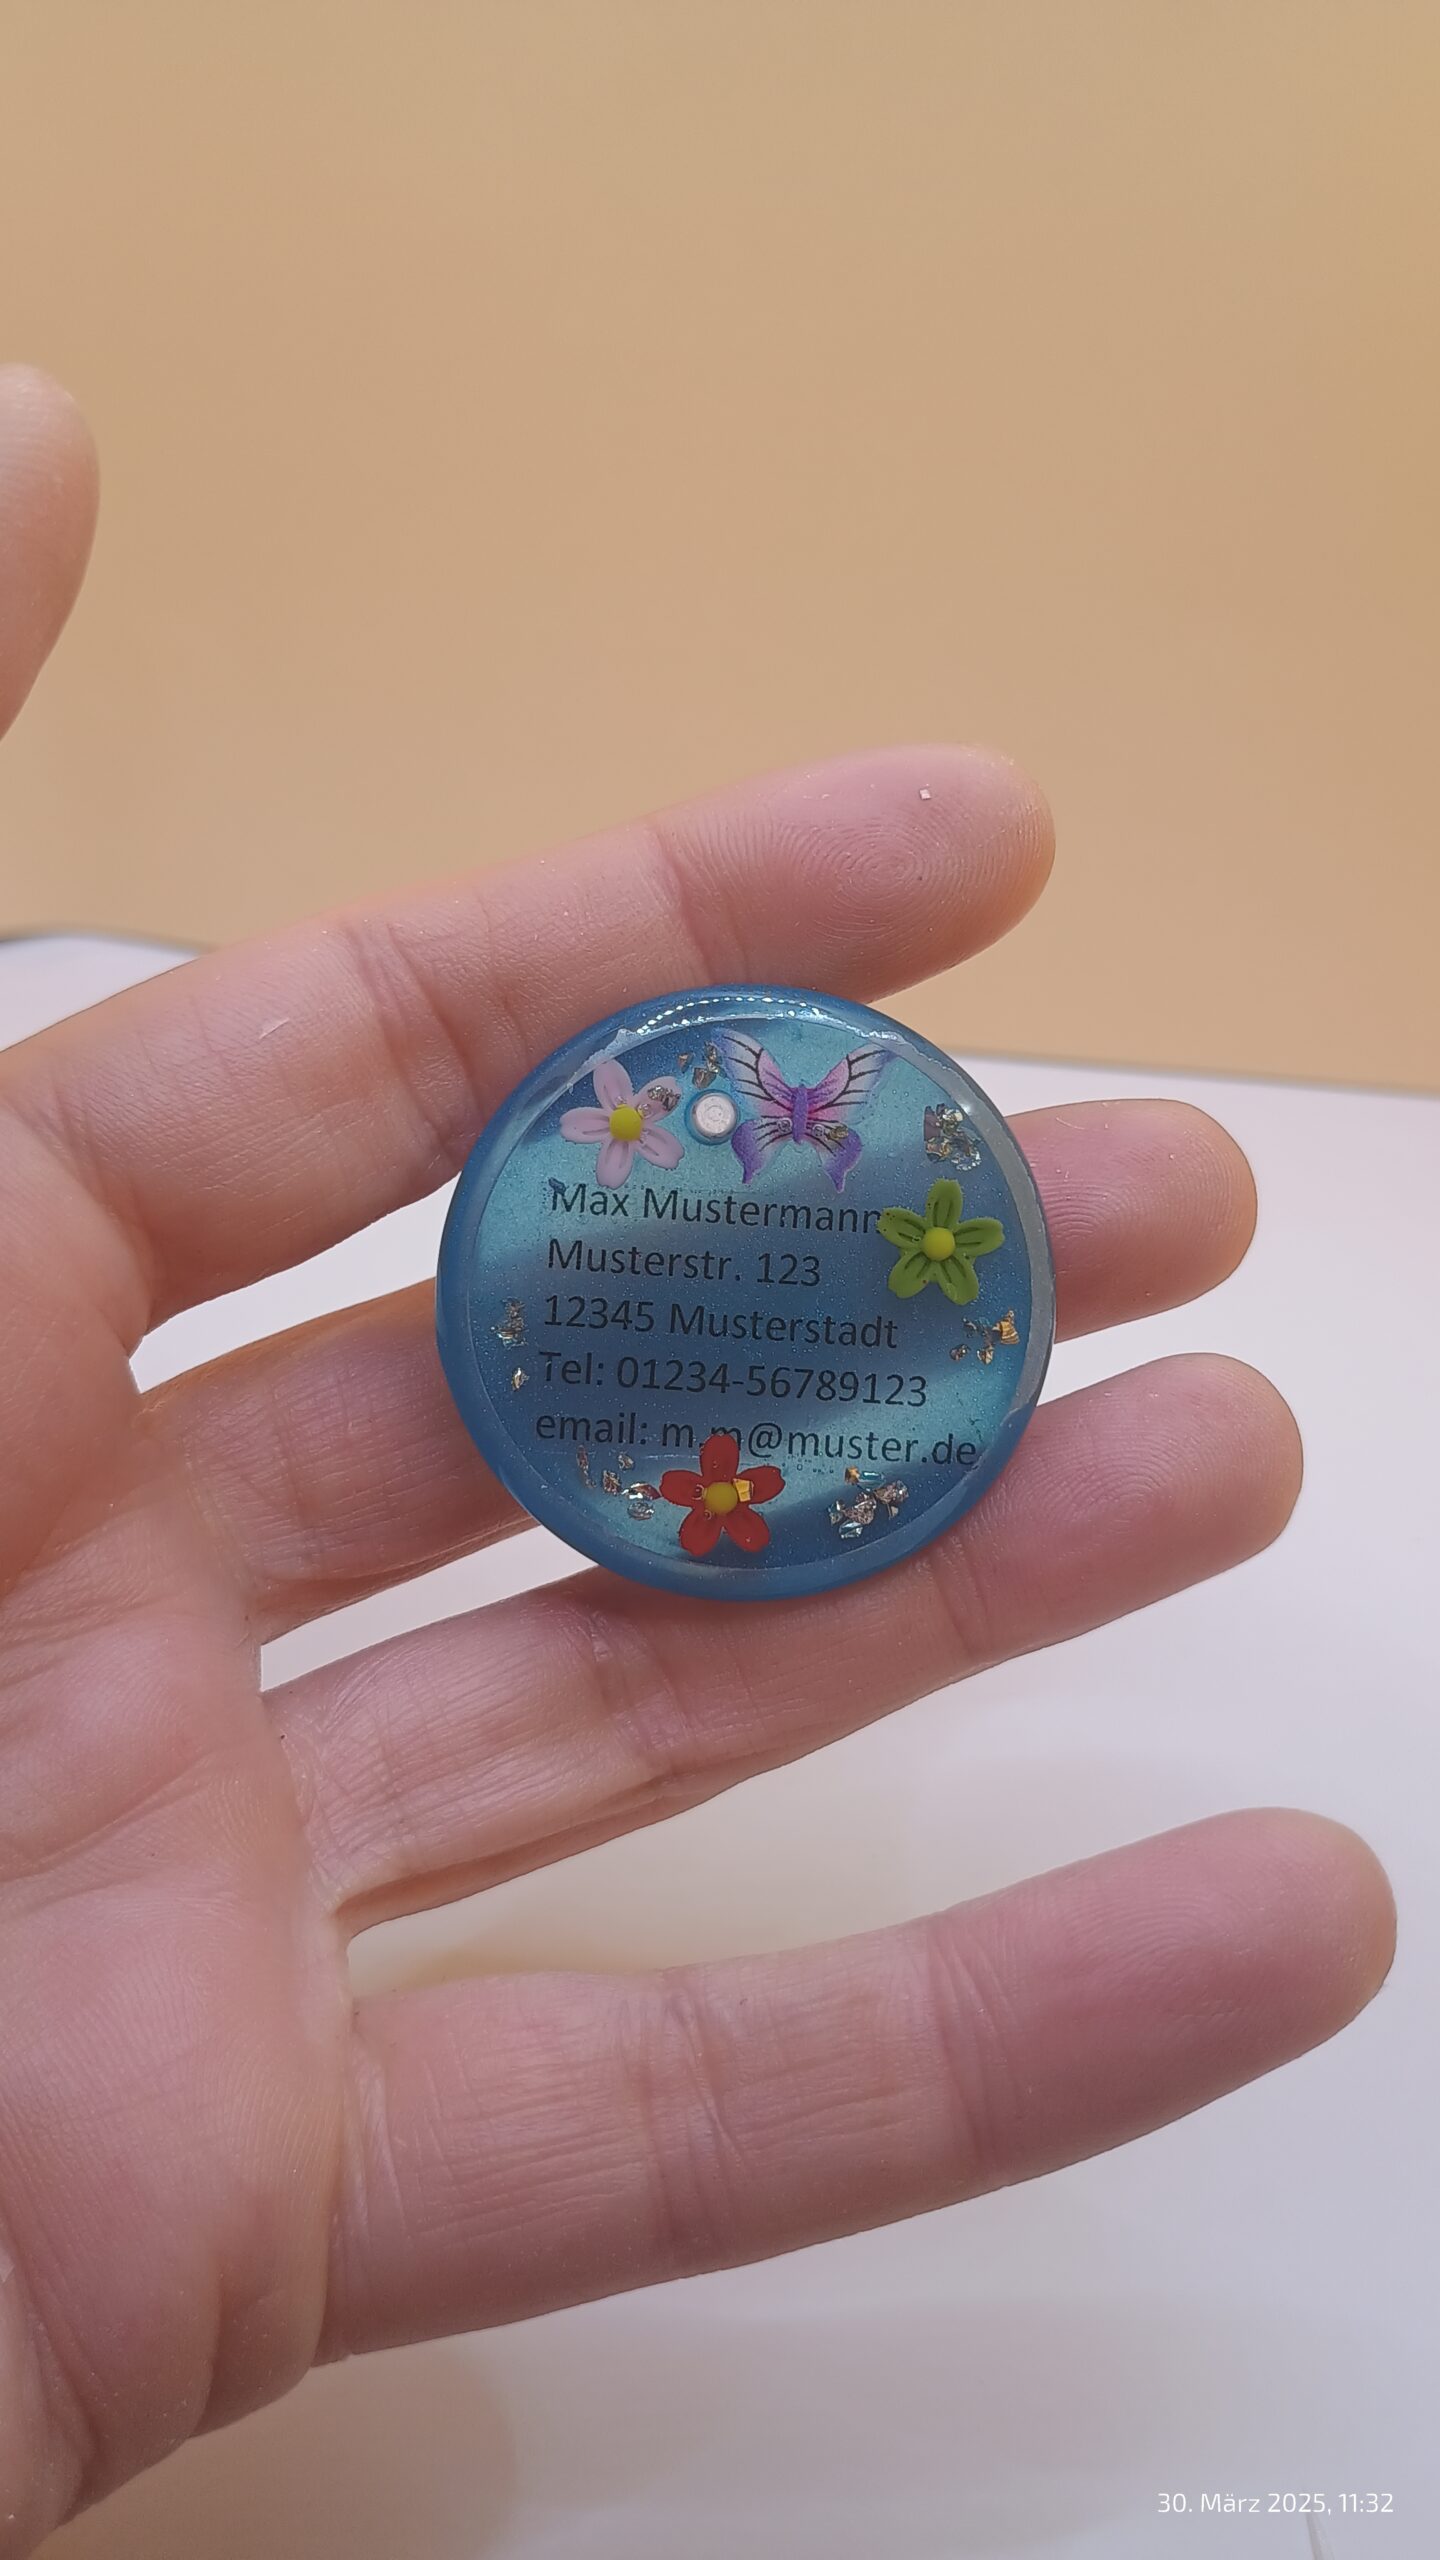 Max Mustermann
Musterstr. 123
12345 Musterstadt
Tel: 01234-56789123
email: m.m@muster.de
30. März 2025, 11:32